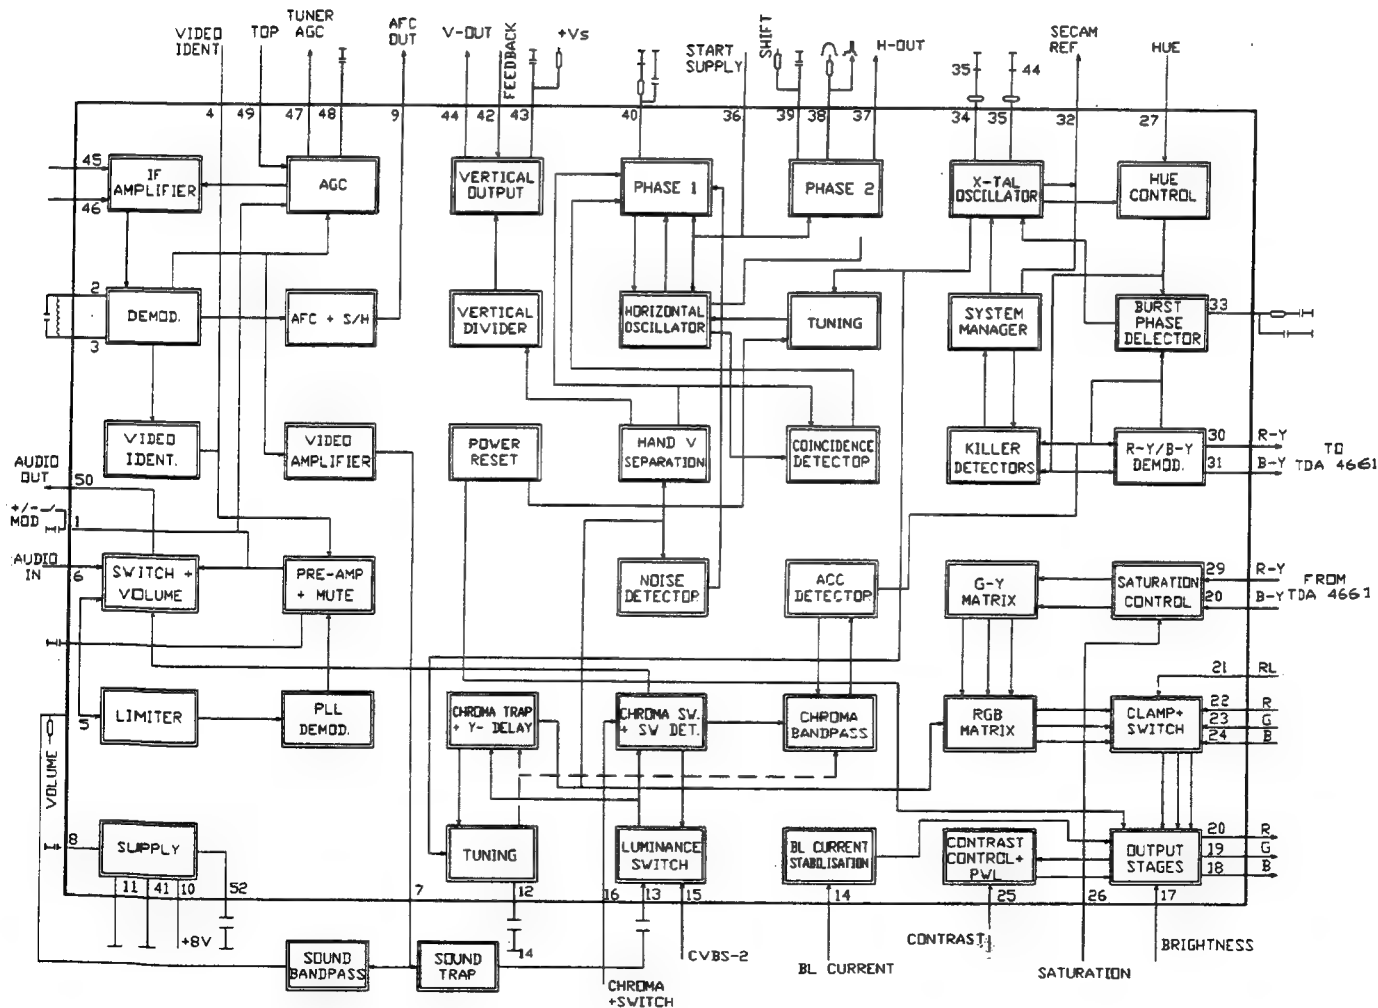 VIDEO
IDENT
TOP
TUNER
AGC
AFC
OUT
V-OUT
FEEDBACK
+Vs
START
SUPPLY
SHIFT
H-OUT
35
44
SECAM
REF
HUE
4
49
47
48
9
44
42
43
40
36
39
38
37
34
35
32
27
45
46
IF
AMPLIFIER
AGC
VERTICAL
OUTPUT
PHASE 1
PHASE 2
X-TAL
OSCILLATOR
HUE
CONTROL
2
3
DEMOD.
AFC + S/H
VERTICAL
DIVIDER
HORIZONTAL
OSCILLATOR
TUNING
SYSTEM
MANAGER
BURST
PHASE
DELECTOR
33
VIDEO
IDENT.
VIDEO
AMPLIFIER
POWER
RESET
HAND V
SEPARATION
COINCIDENCE
DETECTOR
KILLER
DETECTORS
R-Y/B-Y
DEMOD.
30
R-Y
31
B-Y
TO
TDA 4661
AUDIO
OUT
50
+/-
MOD
1
AUDIO
IN
6
SWITCH +
VOLUME
PRE-AMP
+ MUTE
NOISE
DETECTOR
ACC
DETECTOR
G-Y
MATRIX
SATURATION
CONTROL
29
R-Y
20
B-Y
FROM
TDA 4661
5
LIMITER
PLL
DEMOD.
CHROMA TRAP
+ Y- DELAY
CHROMA SW.
+ SW DET.
CHROMA
BANDPASS
RGB
MATRIX
CLAMP+
SWITCH
21
RL
22
R
23
G
24
B
VOLUME
8
SUPPLY
TUNING
LUMINANCE
SWITCH
BL CURRENT
STABILISATION
CONTRAST
CONTROL+
PWL
OUTPUT
STAGES
20
R
19
G
18
B
11
41
10
52
7
12
16
13
15
14
25
26
17
+8V
14
SOUND
BANDPASS
SOUND
TRAP
CHROMA
+SWITCH
CVBS-2
BL CURRENT
CONTRAST
SATURATION
BRIGHTNESS